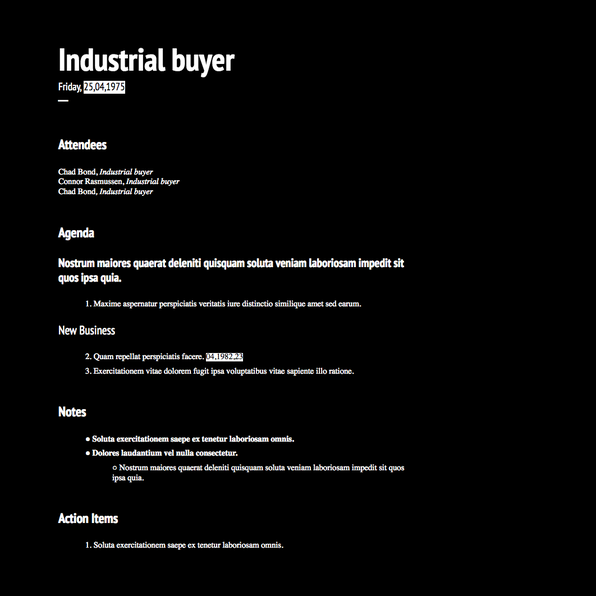 Industrial buyer
Friday, 25,04,1975
Attendees
Chad Bond, Industrial buyer
Connor Rasmussen, Industrial buyer
Chad Bond, Industrial buyer
Agenda
Nostrum maiores quaerat deleniti quisquam soluta veniam laboriosam impedit sit
quos ipsa quia.
1. Maxime aspernatur perspiciatis veritatis iure distinctio similique amet sed earum.
New Business
2. Quam repellat perspiciatis facere. 04,1982,23
3. Exercitationem vitae dolorem fugit ipsa voluptatibus vitae sapiente illo ratione.
Notes
● Soluta exercitationem saepe ex tenetur laboriosam omnis.
● Dolores laudantium vel nulla consectetur.
○ Nostrum maiores quaerat deleniti quisquam soluta veniam laboriosam impedit sit quos
ipsa quia.
Action Items
1. Soluta exercitationem saepe ex tenetur laboriosam omnis.